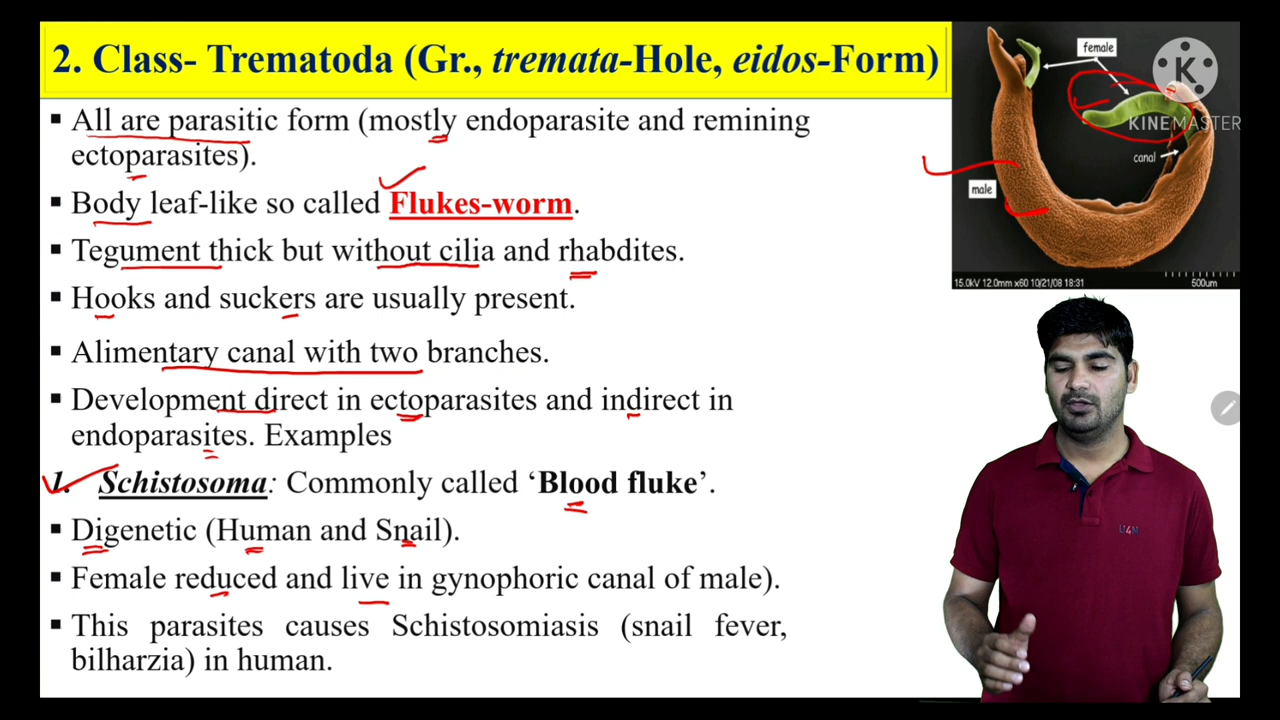 2. Class- Trematoda (Gr., tremata-Hole, eidos-Form)
▪ All are parasitic form (mostly endoparasite and remining
ectoparasites).
▪ Body leaf-like so called Flukes-worm.
▪ Tegument thick but without cilia and rhabdites.
▪ Hooks and suckers are usually present.
▪ Alimentary canal with two branches.
▪ Development direct in ectoparasites and indirect in
endoparasites. Examples
1. Schistosoma: Commonly called ‘Blood fluke’.
▪ Digenetic (Human and Snail).
▪ Female reduced and live in gynophoric canal of male).
▪ This parasites causes Schistosomiasis (snail fever,
bilharzia) in human.
female
K
KINEMASTER
canal
male
15.0kV 12.0mm x60 10/21/08 18:31 500um
U4N